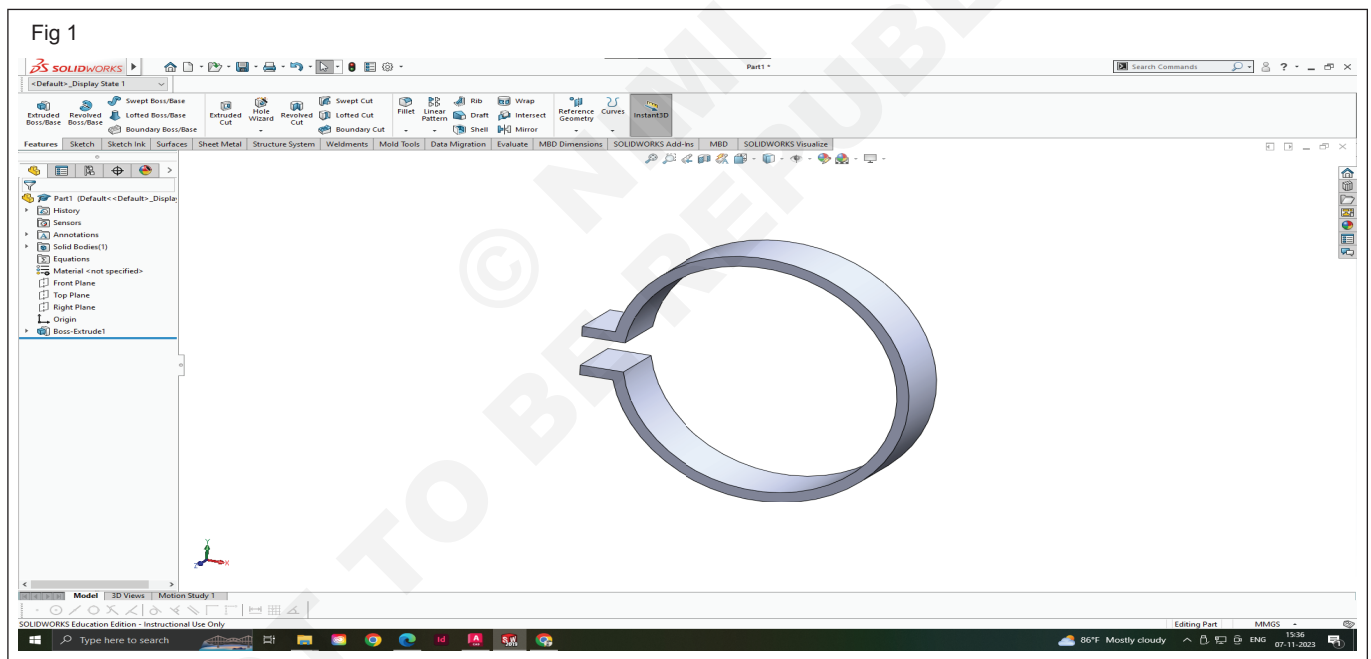 Fig 1
SOLIDWORKS
Part1 *
Search Commands
<Default>_Display State 1
Extruded Boss/Base
Revolved Boss/Base
Swept Boss/Base
Lofted Boss/Base
Boundary Boss/Base
Extruded Cut
Hole Wizard
Revolved Cut
Swept Cut
Lofted Cut
Boundary Cut
Fillet
Linear Pattern
Rib
Draft
Shell
Wrap
Intersect
Mirror
Reference Geometry
Curves
Instant3D
Features Sketch Sketch Ink Surfaces Sheet Metal Structure System Weldments Mold Tools Data Migration Evaluate MBD Dimensions SOLIDWORKS Add-Ins MBD SOLIDWORKS Visualize
Part1 (Default<<Default>_Display
History
Sensors
Annotations
Solid Bodies(1)
Equations
Material <not specified>
Front Plane
Top Plane
Right Plane
Origin
Boss-Extrude1
© NIMI
NOT TO BE REPUBL
Y
Z
X
Model 3D Views Motion Study 1
SOLIDWORKS Education Edition - Instructional Use Only
Editing Part MMGS
Type here to search
86°F Mostly cloudy
ENG
15:36
07-11-2023